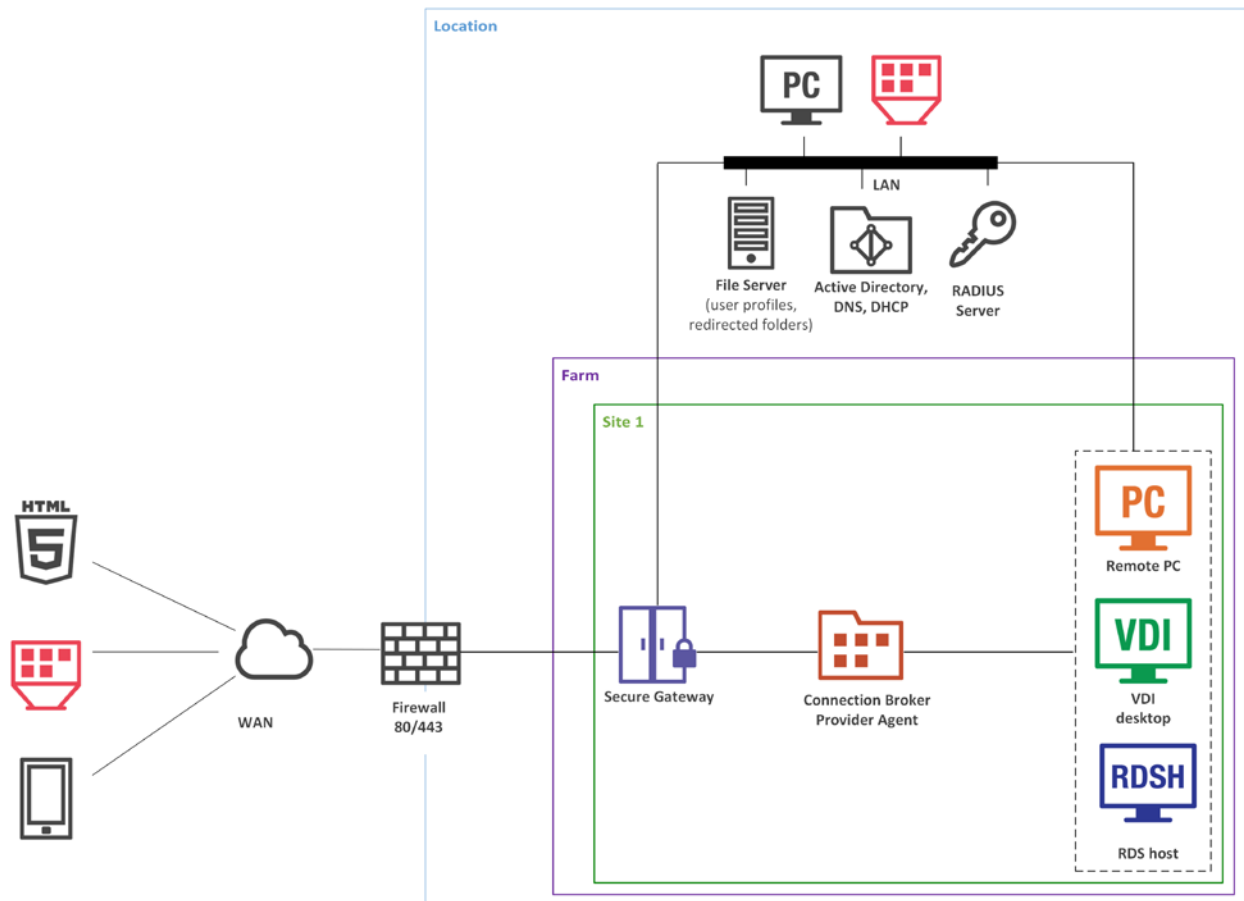 Location
PC
LAN
File Server
(user profiles,
redirected folders)
Active Directory,
DNS, DHCP
RADIUS
Server
Farm
Site 1
HTML
5
WAN
Firewall
80/443
Secure Gateway
Connection Broker
Provider Agent
PC
Remote PC
VDI
VDI
desktop
RDSH
RDS host